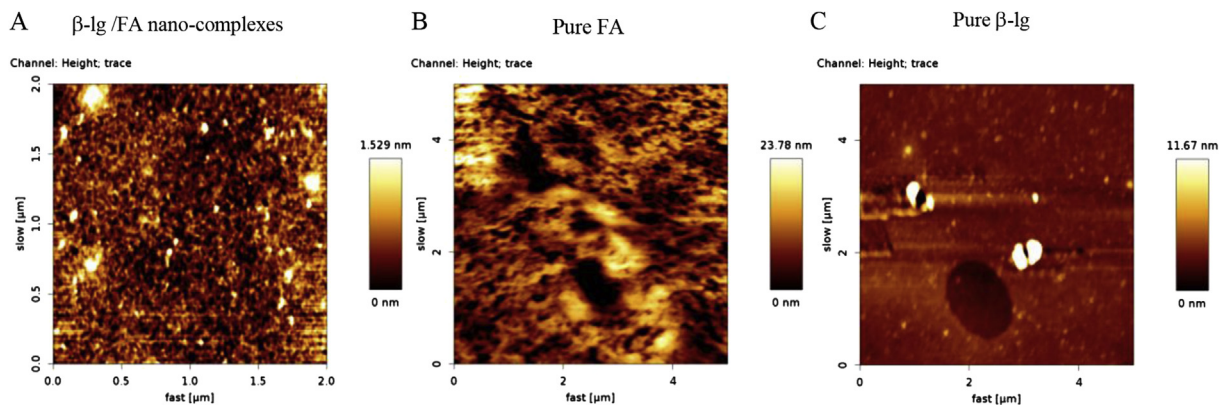 A
β-lg /FA nano-complexes
Channel: Height; trace
2.0
1.5
1.0
0.5
0.0
slow [µm]
0.0 0.5 1.0 1.5 2.0
fast [µm]
1.529 nm
0 nm
B
Pure FA
Channel: Height; trace
4
2
0
slow [µm]
0 2 4
fast [µm]
23.78 nm
0 nm
C
Pure β-lg
Channel: Height; trace
4
2
0
slow [µm]
0 2 4
fast [µm]
11.67 nm
0 nm